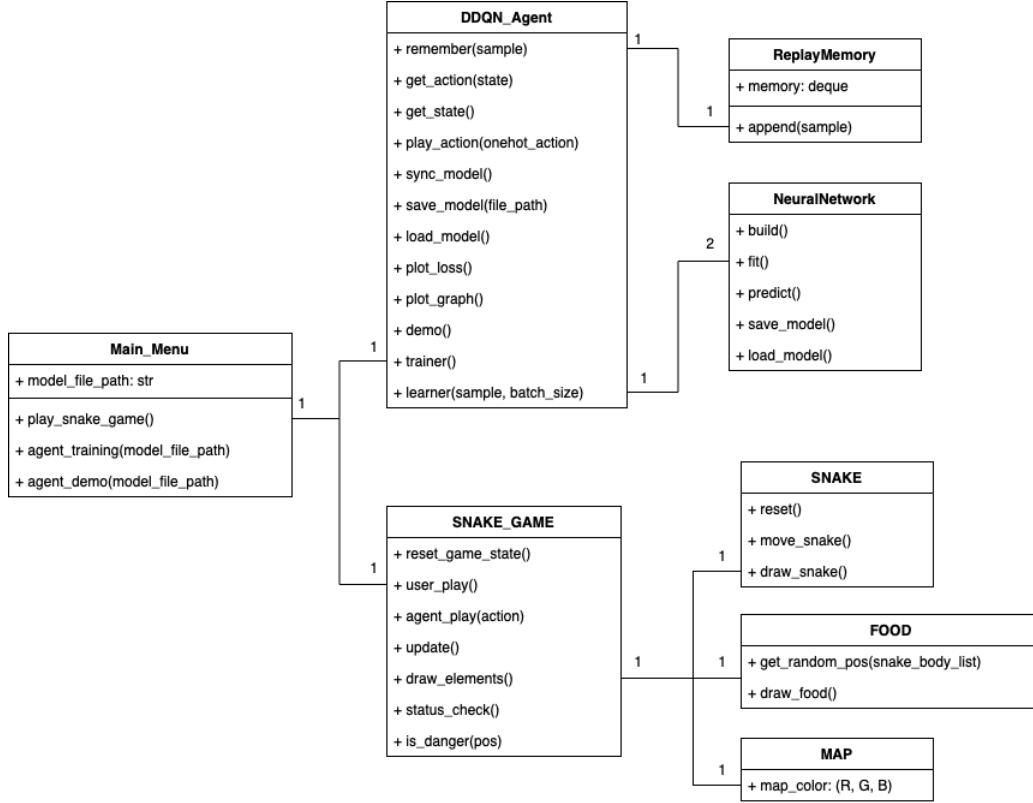 DDQN_Agent
+ remember(sample)
+ get_action(state)
+ get_state()
+ play_action(onehot_action)
+ sync_model()
+ save_model(file_path)
+ load_model()
+ plot_loss()
+ plot_graph()
+ demo()
+ trainer()
+ learner(sample, batch_size)
1
1
ReplayMemory
+ memory: deque
+ append(sample)
1
2
NeuralNetwork
+ build()
+ fit()
+ predict()
+ save_model()
+ load_model()
Main_Menu
+ model_file_path: str
+ play_snake_game()
+ agent_training(model_file_path)
+ agent_demo(model_file_path)
1
1
1
SNAKE_GAME
+ reset_game_state()
+ user_play()
+ agent_play(action)
+ update()
+ draw_elements()
+ status_check()
+ is_danger(pos)
1
1
SNAKE
+ reset()
+ move_snake()
+ draw_snake()
1
FOOD
+ get_random_pos(snake_body_list)
+ draw_food()
1
MAP
+ map_color: (R, G, B)